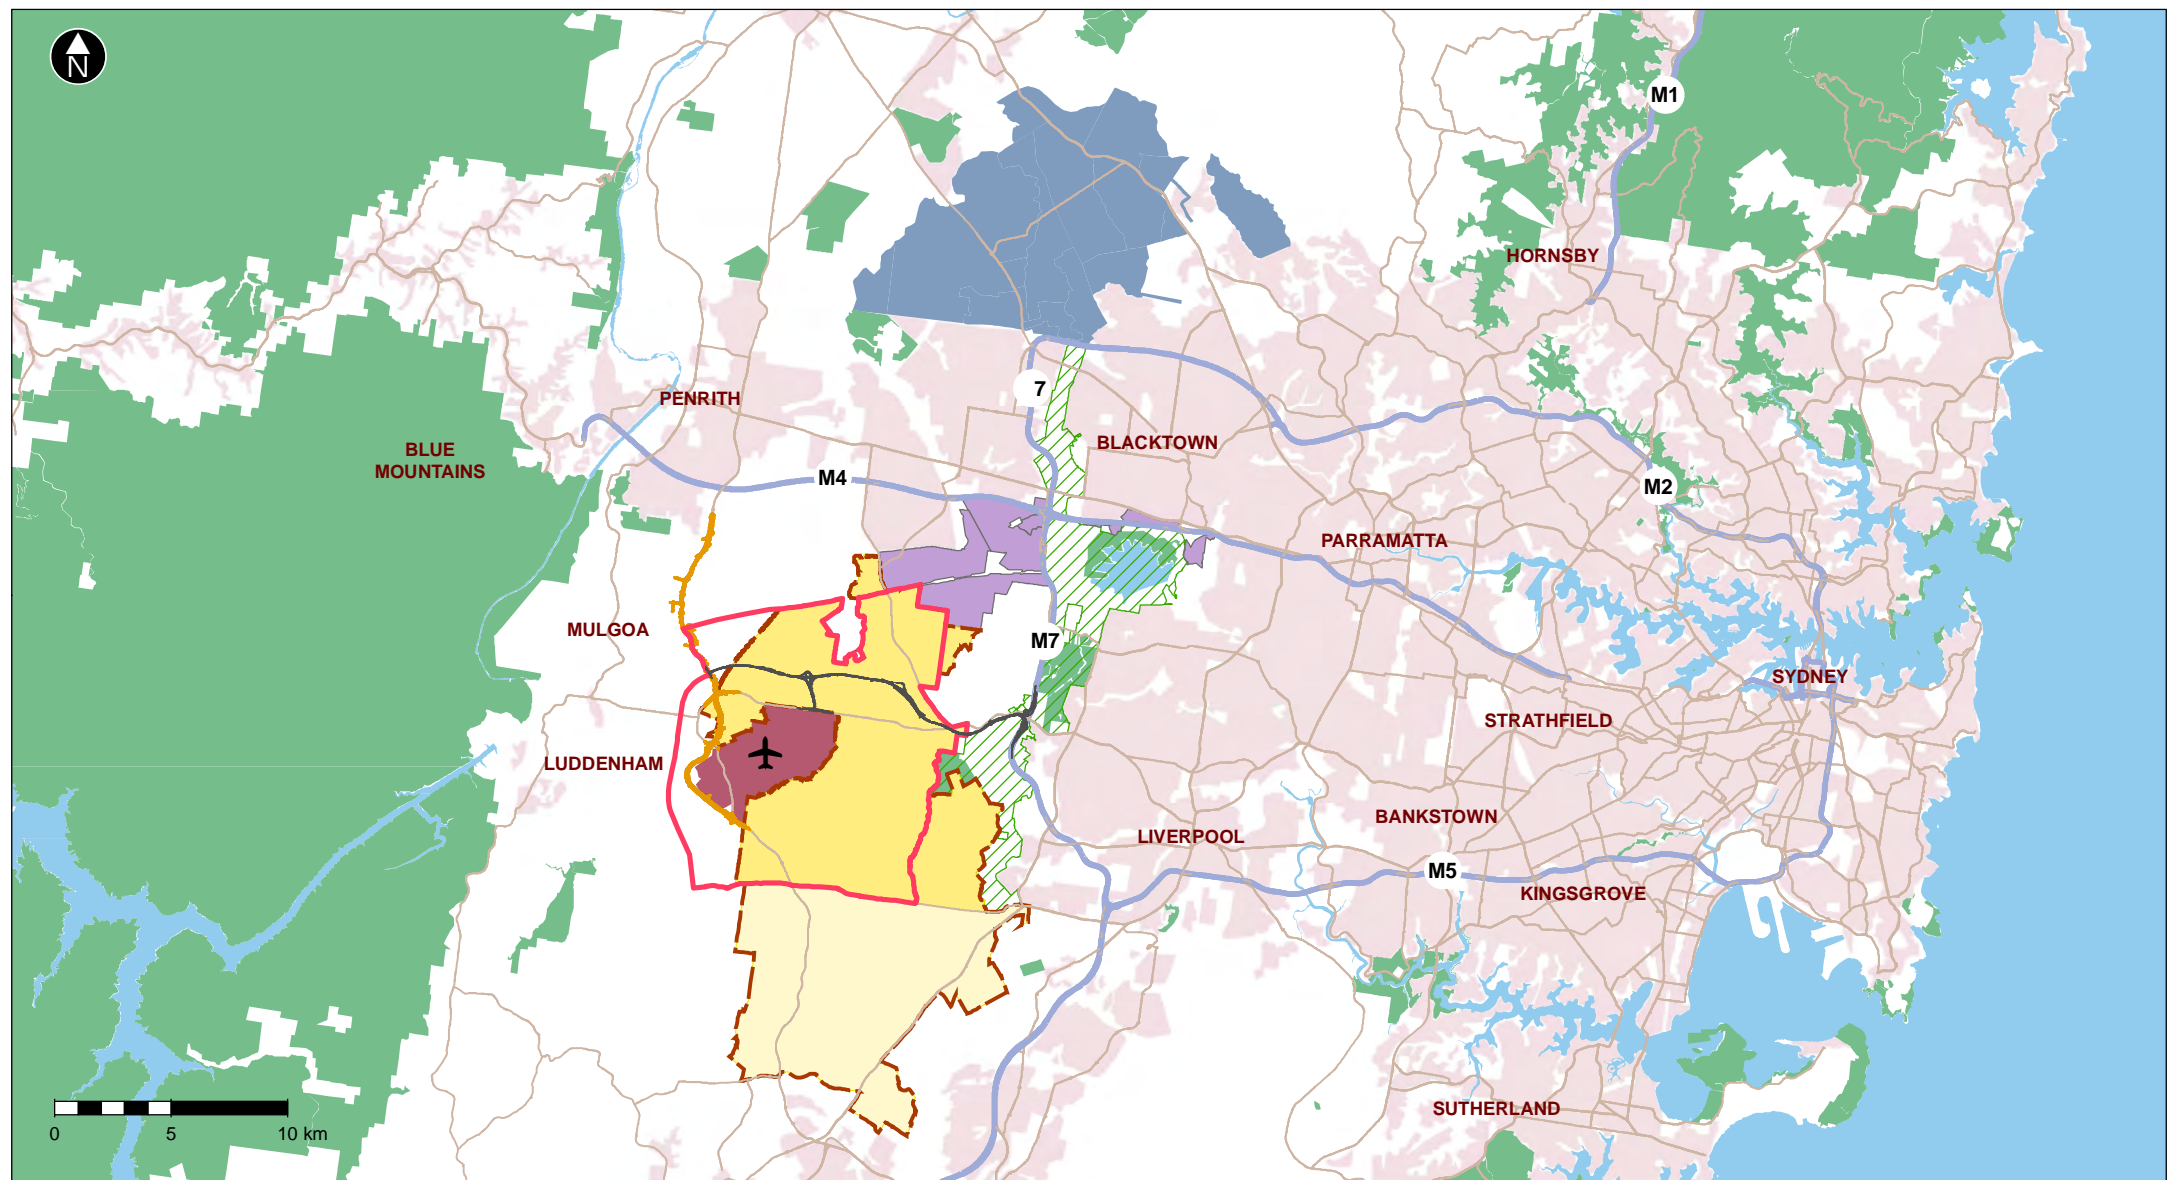 N
M1
HORNSBY
7
PENRITH
BLACKTOWN
BLUE
MOUNTAINS
M4
M2
PARRAMATTA
MULGOA
M7
SYDNEY
STRATHFIELD
LUDDENHAM
BANKSTOWN
LIVERPOOL
M5
KINGSGROVE
SUTHERLAND
0 5 10 km